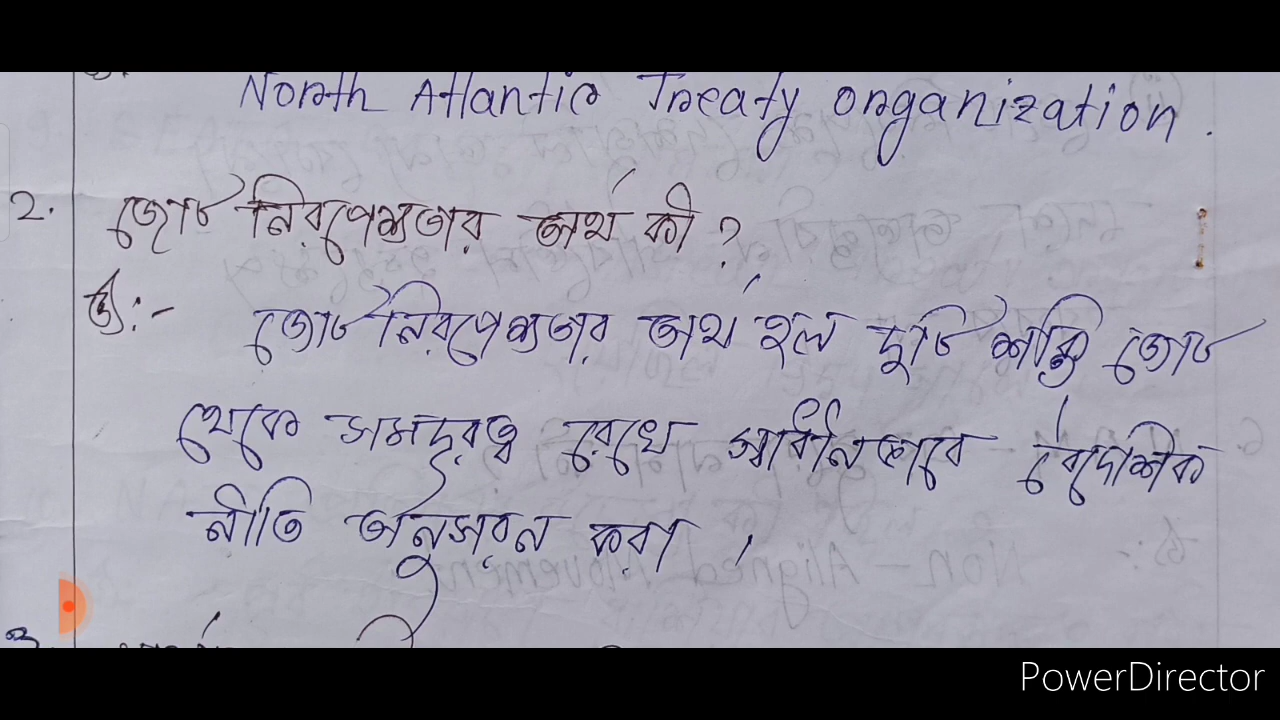 North Atlantic Treaty Organization.
2. জোট নিরপেক্ষতার অর্থ কী ?
উঃ- জোট নিরপেক্ষতার অর্থ হল দুটি শক্তি জোট
থেকে সমদূরত্ব রেখে স্বাধীনভাবে বৈদেশিক
নীতি অনুসরন করা ।
PowerDirector